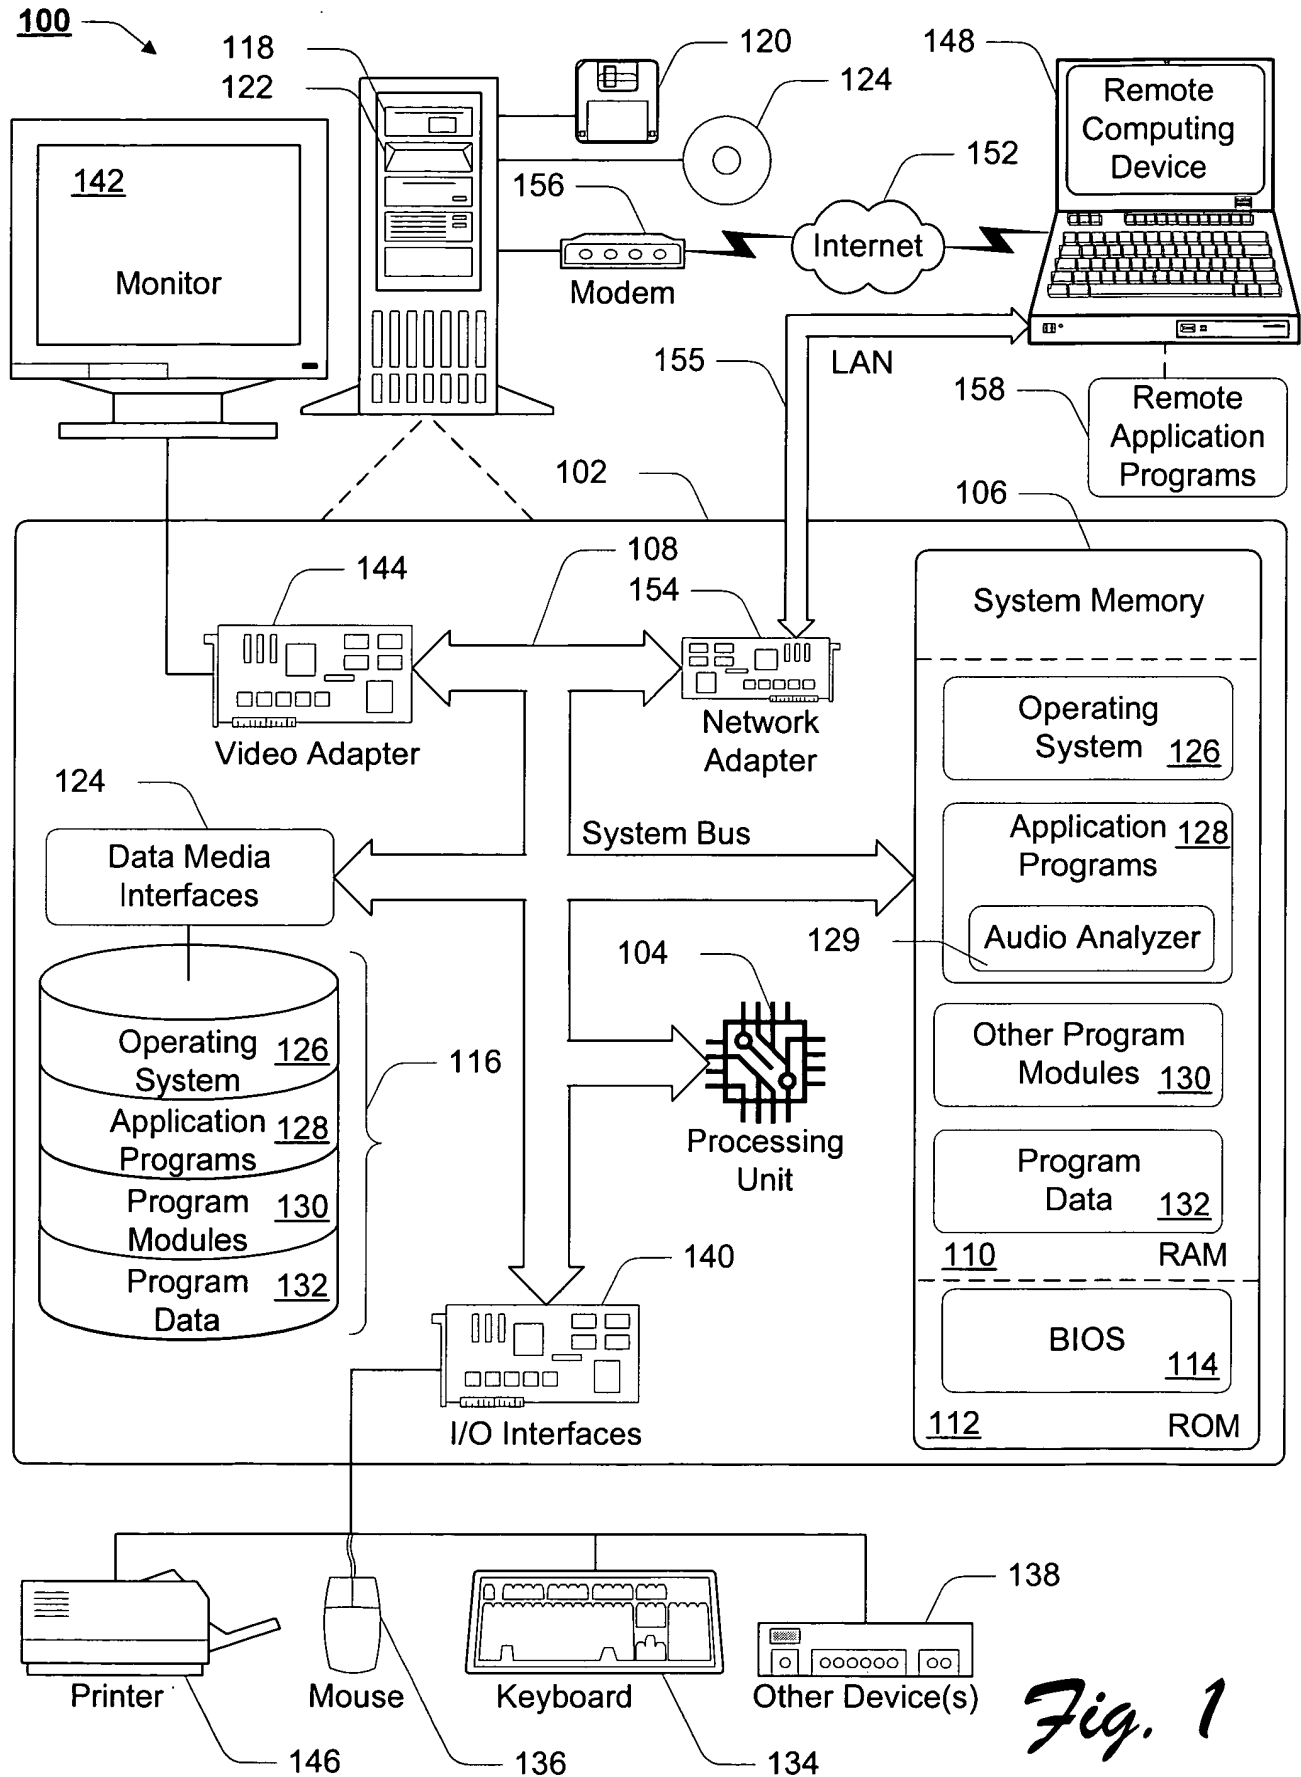 100
118
122
120
124
148
Remote
Computing
Device
142
Monitor
156
Modem
152
Internet
155
LAN
158
Remote
Application
Programs
102
106
144
108
154
Video Adapter
Network
Adapter
System Memory
Operating
System 126
124
Data Media
Interfaces
System Bus
Application 128
Programs
129
Audio Analyzer
104
Processing
Unit
Operating 126
System
Application 128
Programs
Program 130
Modules
Program 132
Data
116
Other Program
Modules 130
Program
Data 132
110 RAM
140
I/O Interfaces
BIOS
114
112 ROM
Printer
146
Mouse
136
Keyboard
134
138
Other Device(s)
Fig. 1